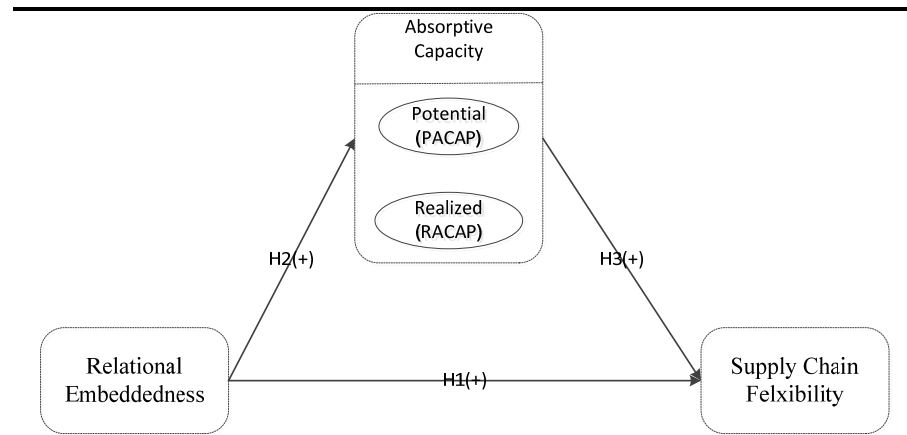 Absorptive
Capacity
Potential
(PACAP)
Realized
(RACAP)
H2(+)
H3(+)
Relational
Embeddedness
H1(+)
Supply Chain
Felxibility